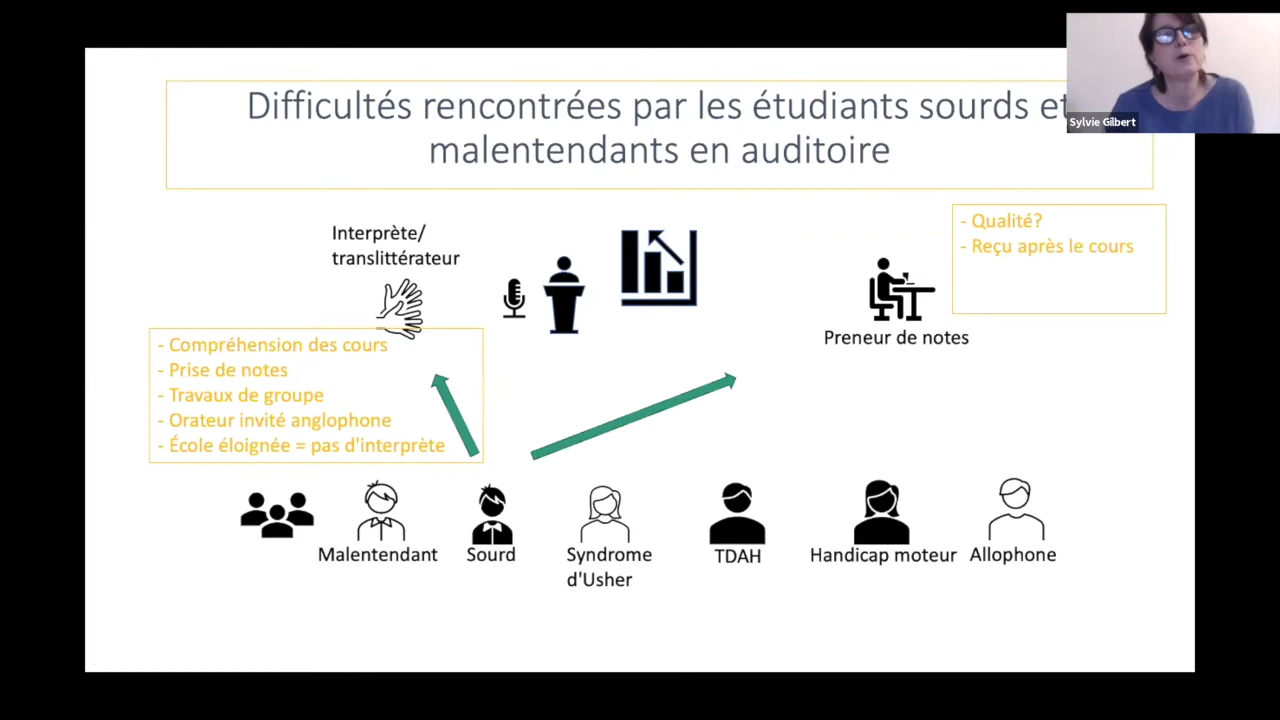 Difficultés rencontrées par les étudiants sourds et
malentendants en auditoire
Sylvie Gilbert
Interprète/
translittérateur
- Qualité?
- Reçu après le cours
Preneur de notes
- Compréhension des cours
- Prise de notes
- Travaux de groupe
- Orateur invité anglophone
- École éloignée = pas d'interprète
Malentendant
Sourd
Syndrome
d'Usher
TDAH
Handicap moteur
Allophone